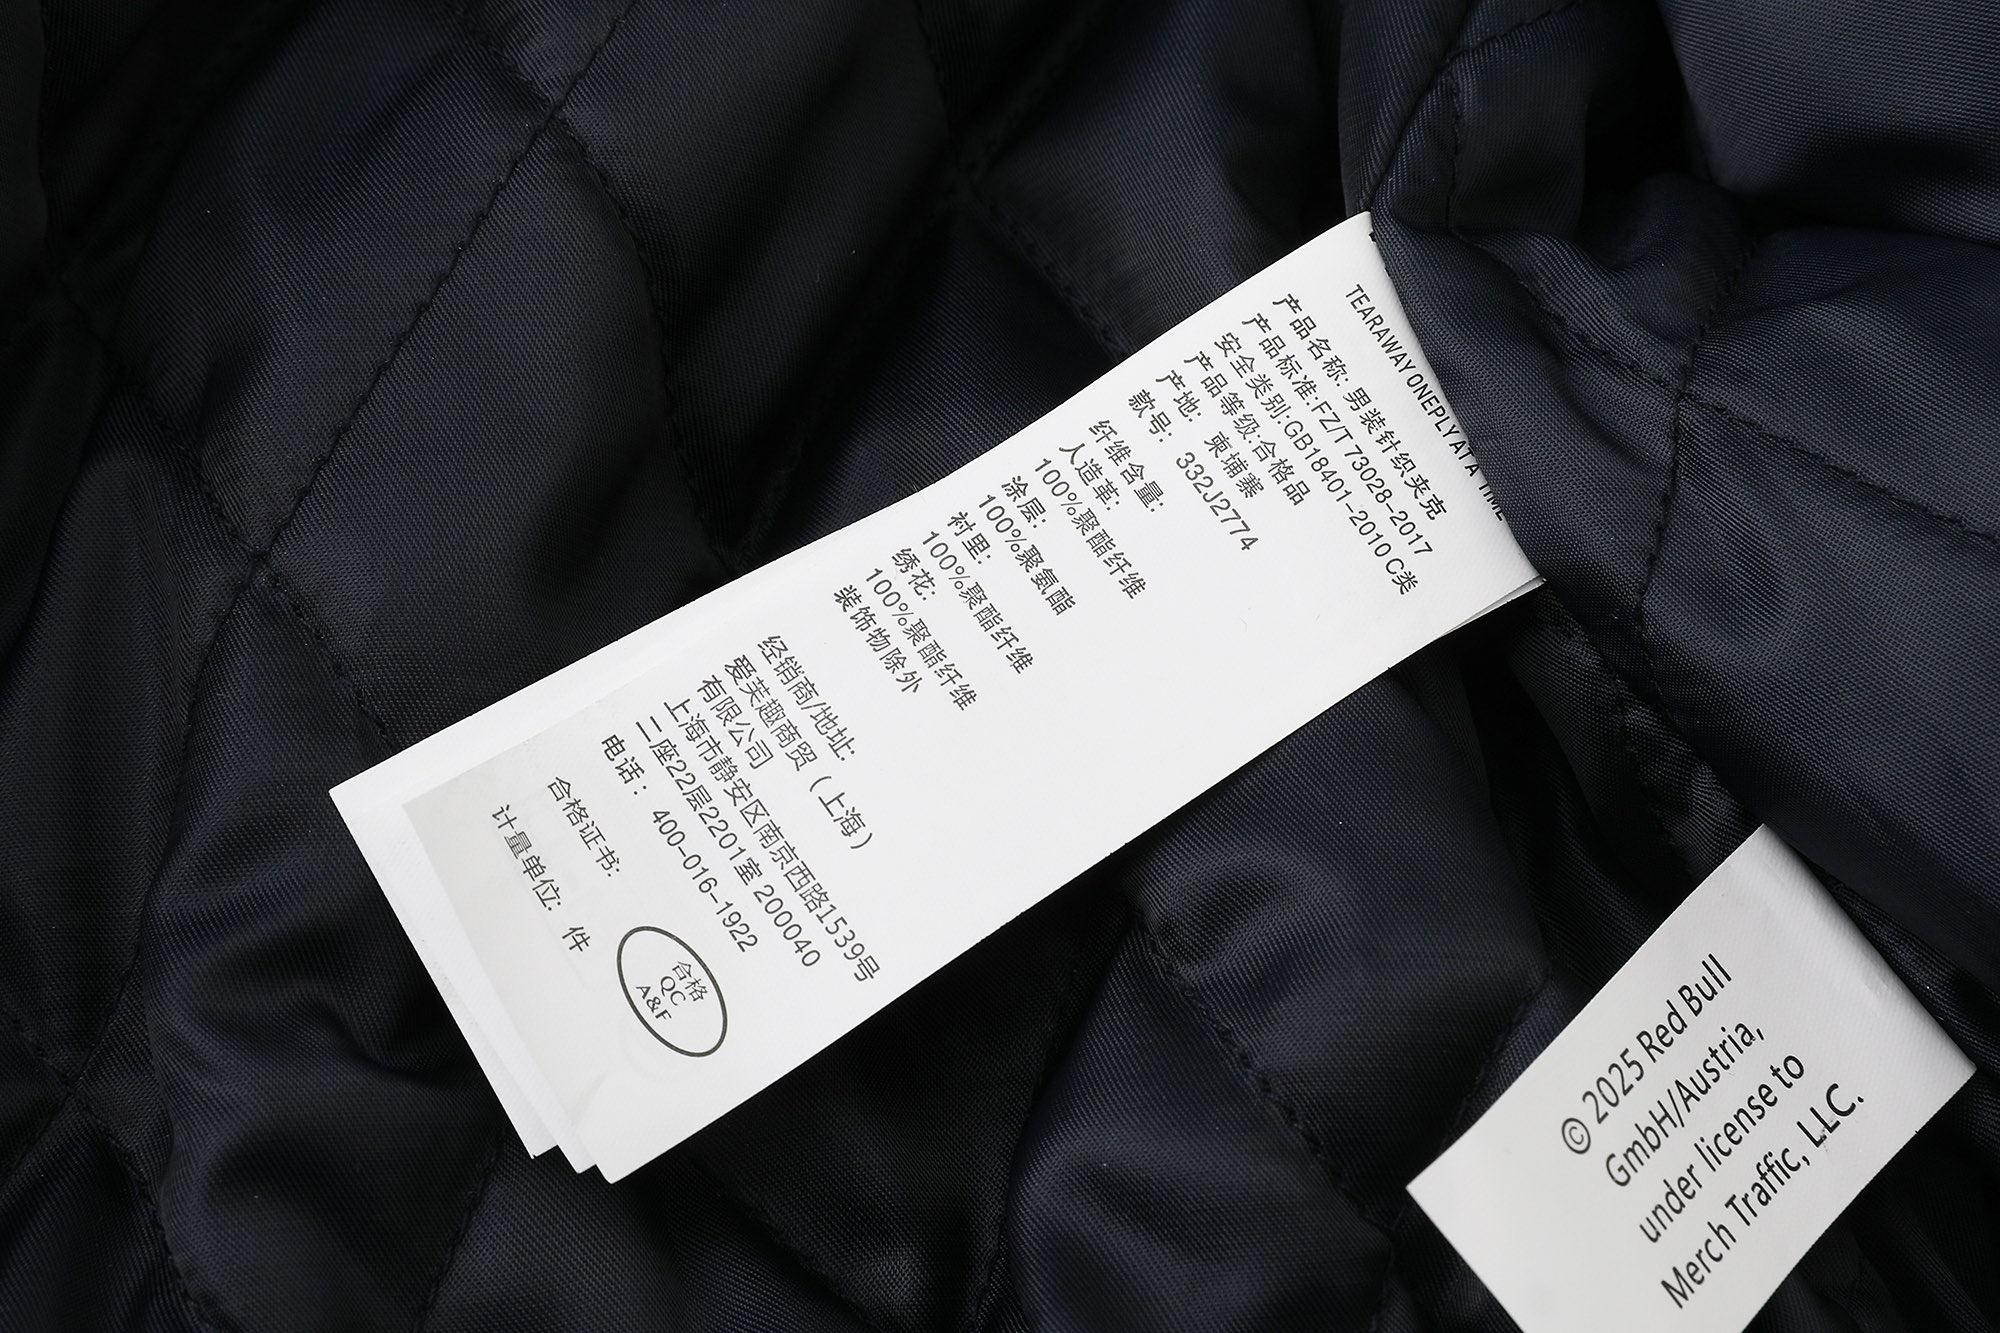 TEARAWAY ONE PLY AT A TIME
产品名称: 男装针织夹克
产品标准:FZ/T 73028-2017
安全类别:GB18401-2010 C类
产品等级:合格品
产地: 柬埔寨
款号: 332J2774
纤维含量:
人造革:
100%聚酯纤维
涂层:
100%聚氨酯
衬里:
100%聚酯纤维
绣花:
100%聚酯纤维
装饰物除外
经销商/地址:
爱芙趣商贸(上海)
有限公司
上海市静安区南京西路1539号
二座22层2201室 200040
电话: 400-016-1922
合格证书:
合格
QC
A&F
计量单位: 件
© 2025 Red Bull
GmbH/Austria,
under license to
Merch Traffic, LLC.